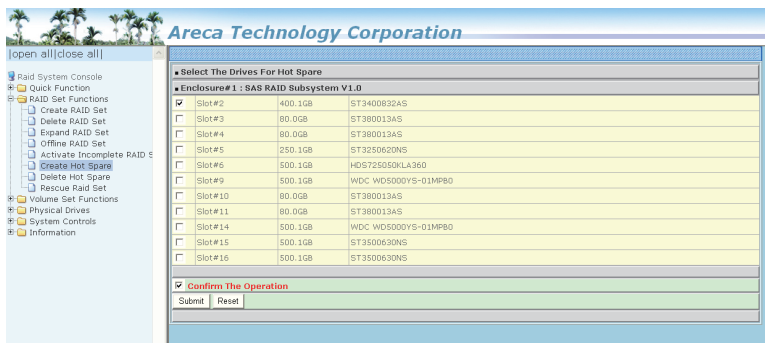 Areca Technology Corporation
|open all|close all|
Raid System Console
Quick Function
RAID Set Functions
Create RAID Set
Delete RAID Set
Expand RAID Set
Offline RAID Set
Activate Incomplete RAID S
Create Hot Spare
Delete Hot Spare
Rescue Raid Set
Volume Set Functions
Physical Drives
System Controls
Information
Select The Drives For Hot Spare
Enclosure#1 : SAS RAID Subsystem V1.0
Slot#2 400.1GB ST3400832AS
Slot#3 80.0GB ST380013AS
Slot#4 80.0GB ST380013AS
Slot#5 250.1GB ST3250620NS
Slot#6 500.1GB HDS725050KLA360
Slot#9 500.1GB WDC WD5000YS-01MPB0
Slot#10 80.0GB ST380013AS
Slot#11 80.0GB ST380013AS
Slot#14 500.1GB WDC WD5000YS-01MPB0
Slot#15 500.1GB ST3500630NS
Slot#16 500.1GB ST3500630NS
Confirm The Operation
Submit Reset